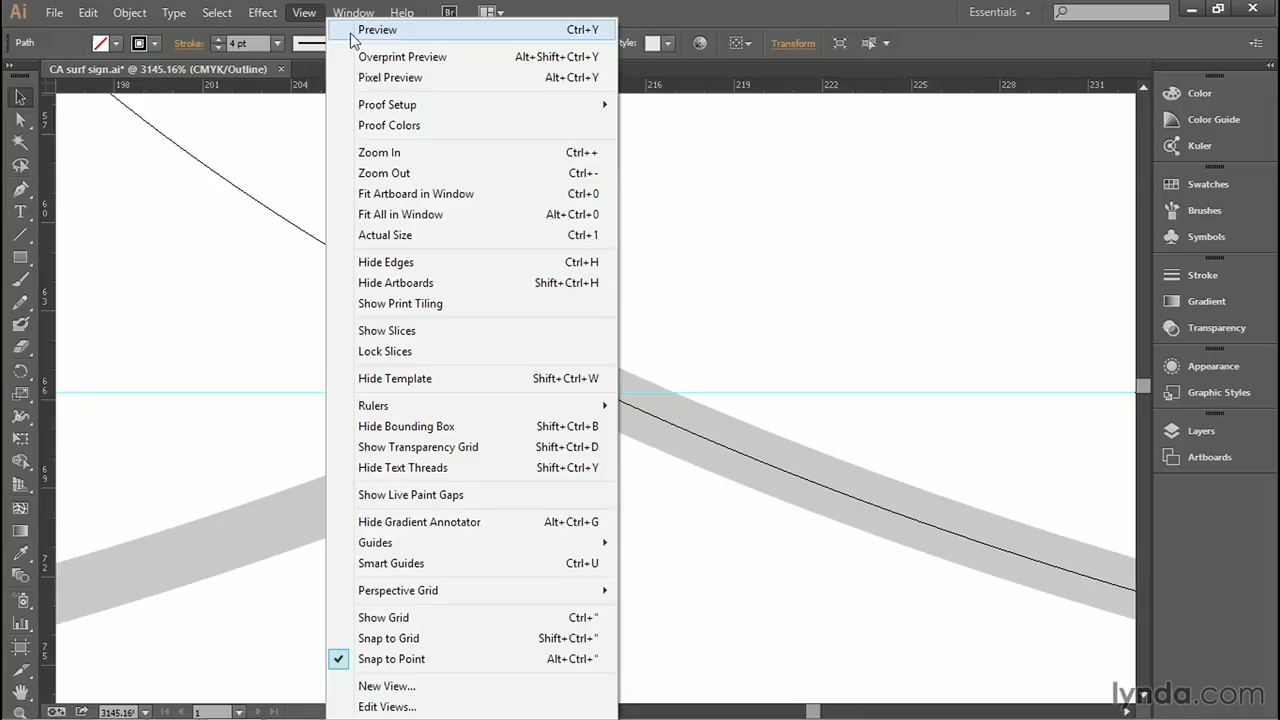 Ai File Edit Object Type Select Effect View Window Help Br Essentials
Path Stroke: 4 pt Style: Transform
CA surf sign.ai* @ 3145.16% (CMYK/Outline) ×
198 201 204 216 219 222 225 228 231
57
60
63
66
69
72
75
Preview Ctrl+Y
Overprint Preview Alt+Shift+Ctrl+Y
Pixel Preview Alt+Ctrl+Y
Proof Setup
Proof Colors
Zoom In Ctrl++
Zoom Out Ctrl+-
Fit Artboard in Window Ctrl+0
Fit All in Window Alt+Ctrl+0
Actual Size Ctrl+1
Hide Edges Ctrl+H
Hide Artboards Shift+Ctrl+H
Show Print Tiling
Show Slices
Lock Slices
Hide Template Shift+Ctrl+W
Rulers
Hide Bounding Box Shift+Ctrl+B
Show Transparency Grid Shift+Ctrl+D
Hide Text Threads Shift+Ctrl+Y
Show Live Paint Gaps
Hide Gradient Annotator Alt+Ctrl+G
Guides
Smart Guides Ctrl+U
Perspective Grid
Show Grid Ctrl+"
Snap to Grid Shift+Ctrl+"
Snap to Point Alt+Ctrl+"
New View...
Edit Views...
Color
Color Guide
Kuler
Swatches
Brushes
Symbols
Stroke
Gradient
Transparency
Appearance
Graphic Styles
Layers
Artboards
3145.16% 1
lynda.com